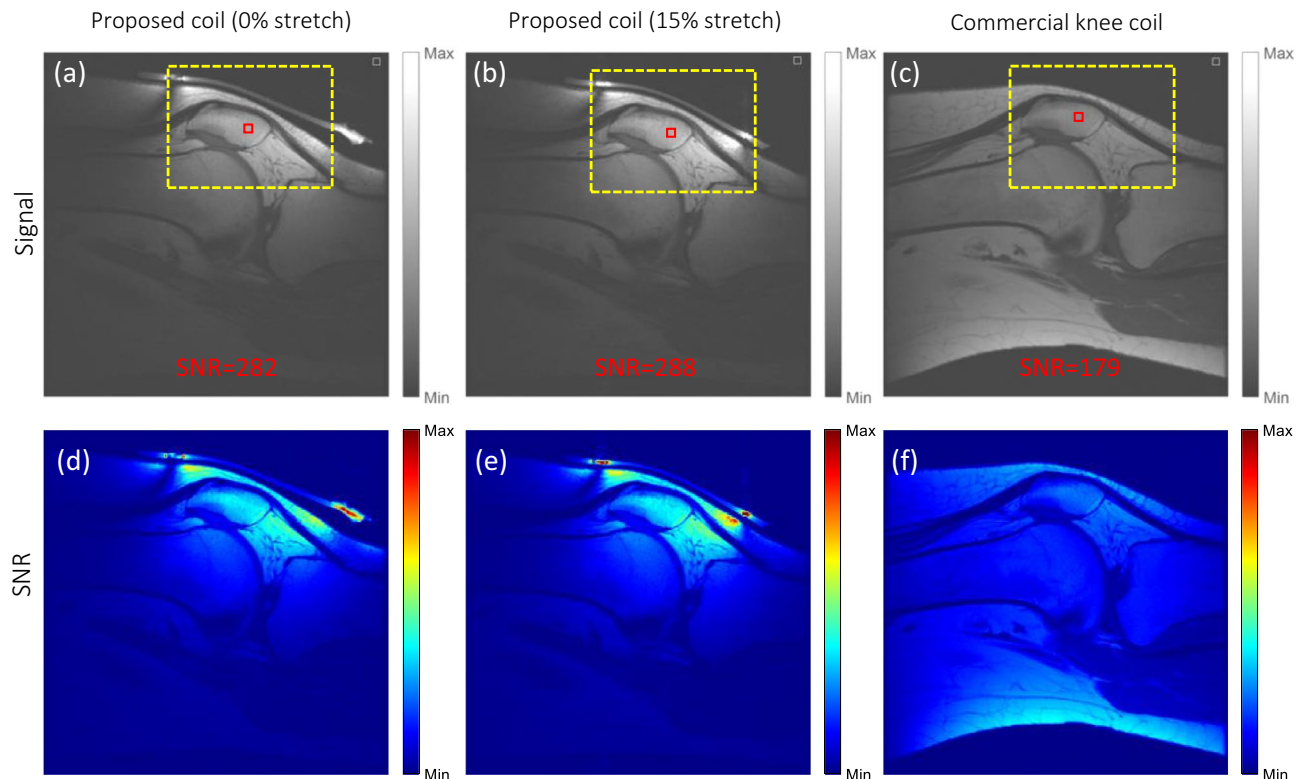 Proposed coil (0% stretch)
Proposed coil (15% stretch)
Commercial knee coil
Signal
(a)
SNR=282
Max
Min
(b)
SNR=288
Max
Min
(c)
SNR=179
Max
Min
SNR
(d)
Max
Min
(e)
Max
Min
(f)
Max
Min